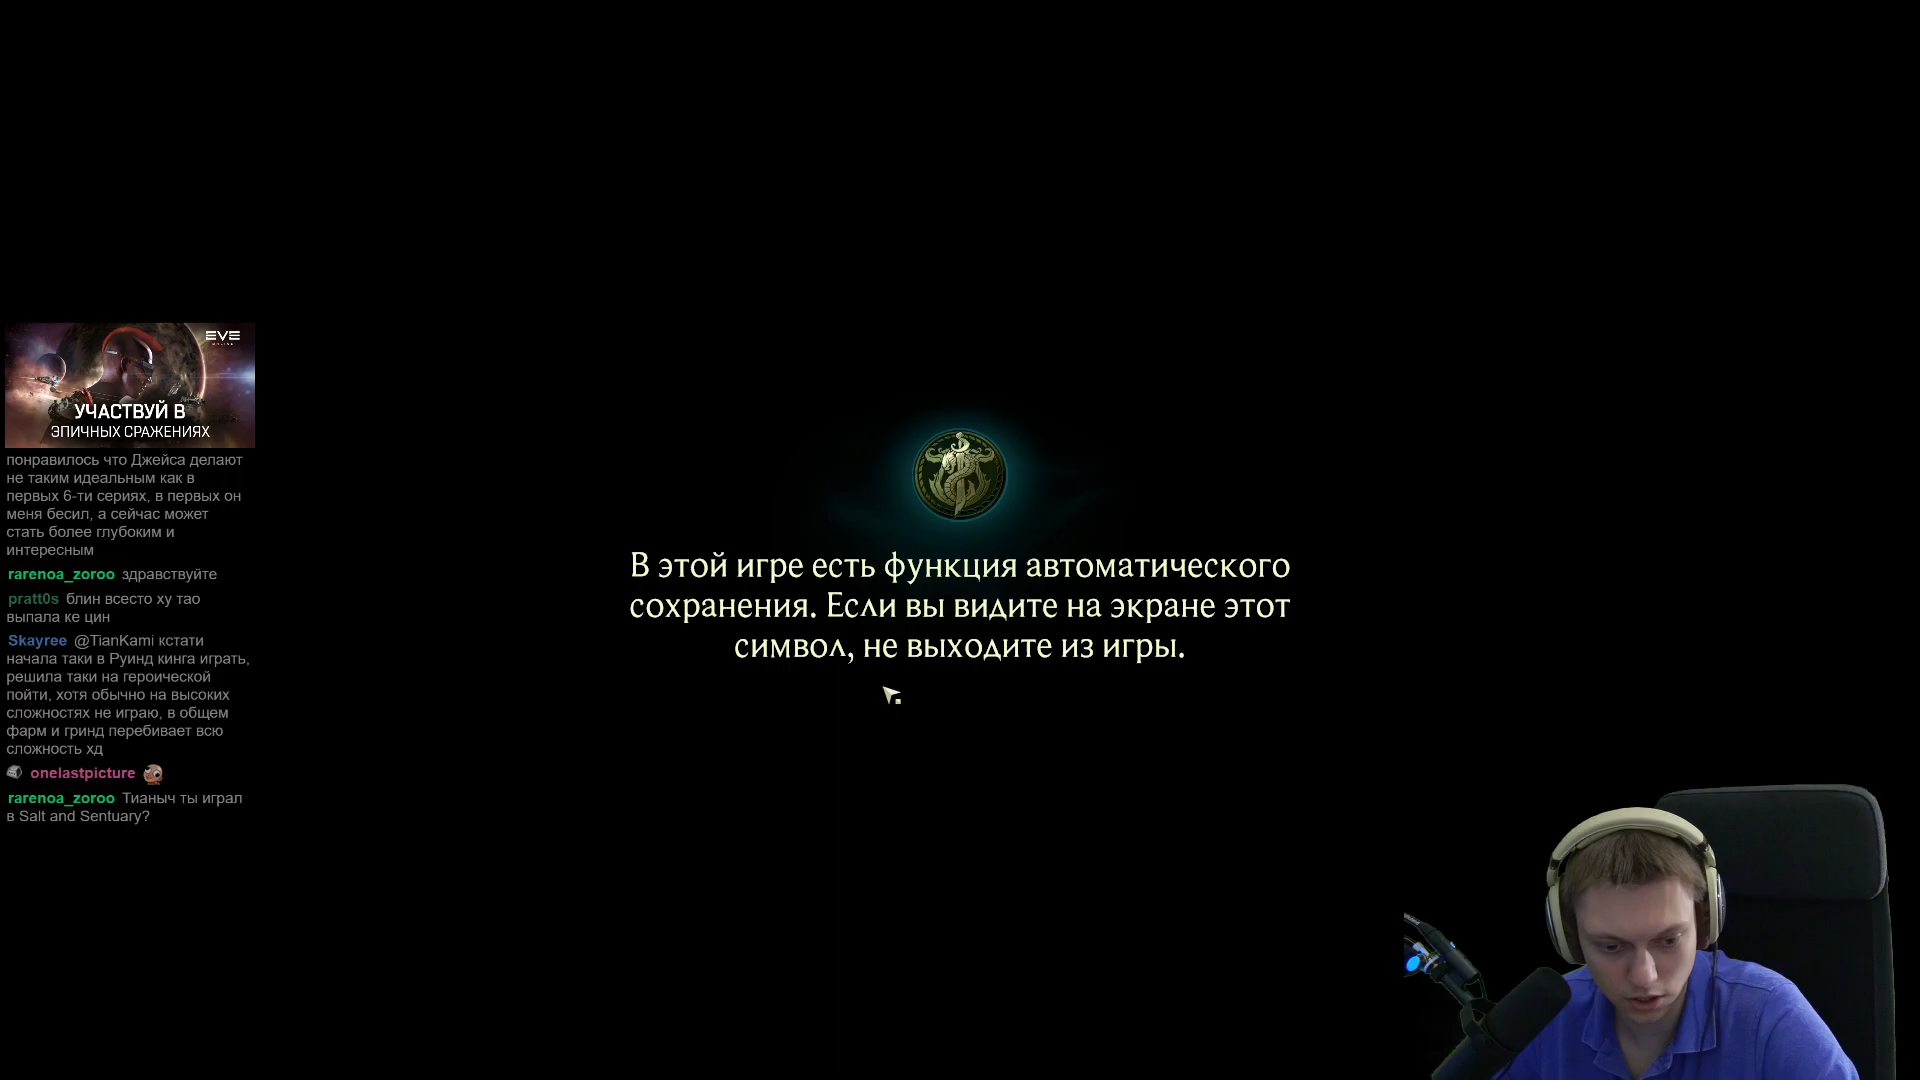 EVE
ONLINE
УЧАСТВУЙ В
ЭПИЧНЫХ СРАЖЕНИЯХ
понравилось что Джейса делают
не таким идеальным как в
первых 6-ти сериях, в первых он
меня бесил, а сейчас может
стать более глубоким и
интересным
rarenoa_zoroo здравствуйте
pratt0s блин всесто ху тао
выпала ке цин
Skayree @TianKami кстати
начала таки в Руинд кинга играть,
решила таки на героической
пойти, хотя обычно на высоких
сложностях не играю, в общем
фарм и гринд перебивает всю
сложность хд
onelastpicture
rarenoa_zoroo Тианыч ты играл
в Salt and Sentuary?
В этой игре есть функция автоматического
сохранения. Если вы видите на экране этот
символ, не выходите из игры.